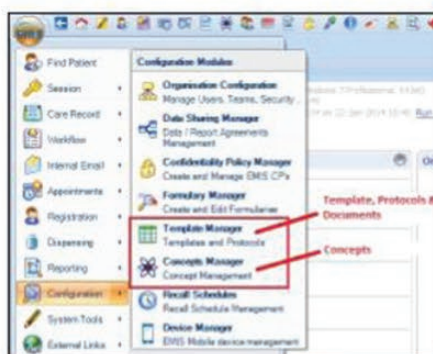 EMIS
Find Patient
Session
Care Record
Workflow
Internal Email
Appointments
Registration
Dispensing
Reporting
Configuration
System Tools
External Links
Configuration Modules
Organisation Configuration
Manage Users, Teams, Security
Data Sharing Manager
Data / Report Agreements
Management
Confidentiality Policy Manager
Create and Manage EMIS CPs
Formulary Manager
Create and Edit Formularies
Template Manager
Templates and Protocols
Concepts Manager
Concept Management
Recall Schedules
Recall Schedule Management
Device Manager
EMIS Mobile device management
Run
Template, Protocols &
Documents
Concepts